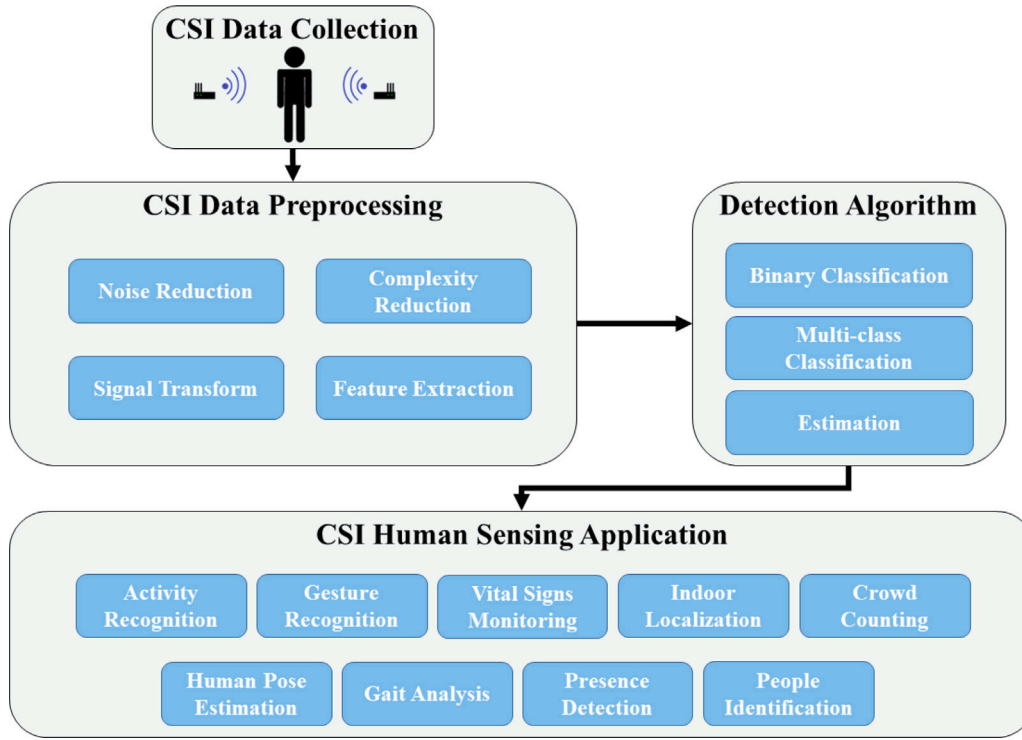 CSI Data Collection
CSI Data Preprocessing
Noise Reduction
Complexity
Reduction
Signal Transform
Feature Extraction
Detection Algorithm
Binary Classification
Multi-class
Classification
Estimation
CSI Human Sensing Application
Activity
Recognition
Gesture
Recognition
Vital Signs
Monitoring
Indoor
Localization
Crowd
Counting
Human Pose
Estimation
Gait Analysis
Presence
Detection
People
Identification